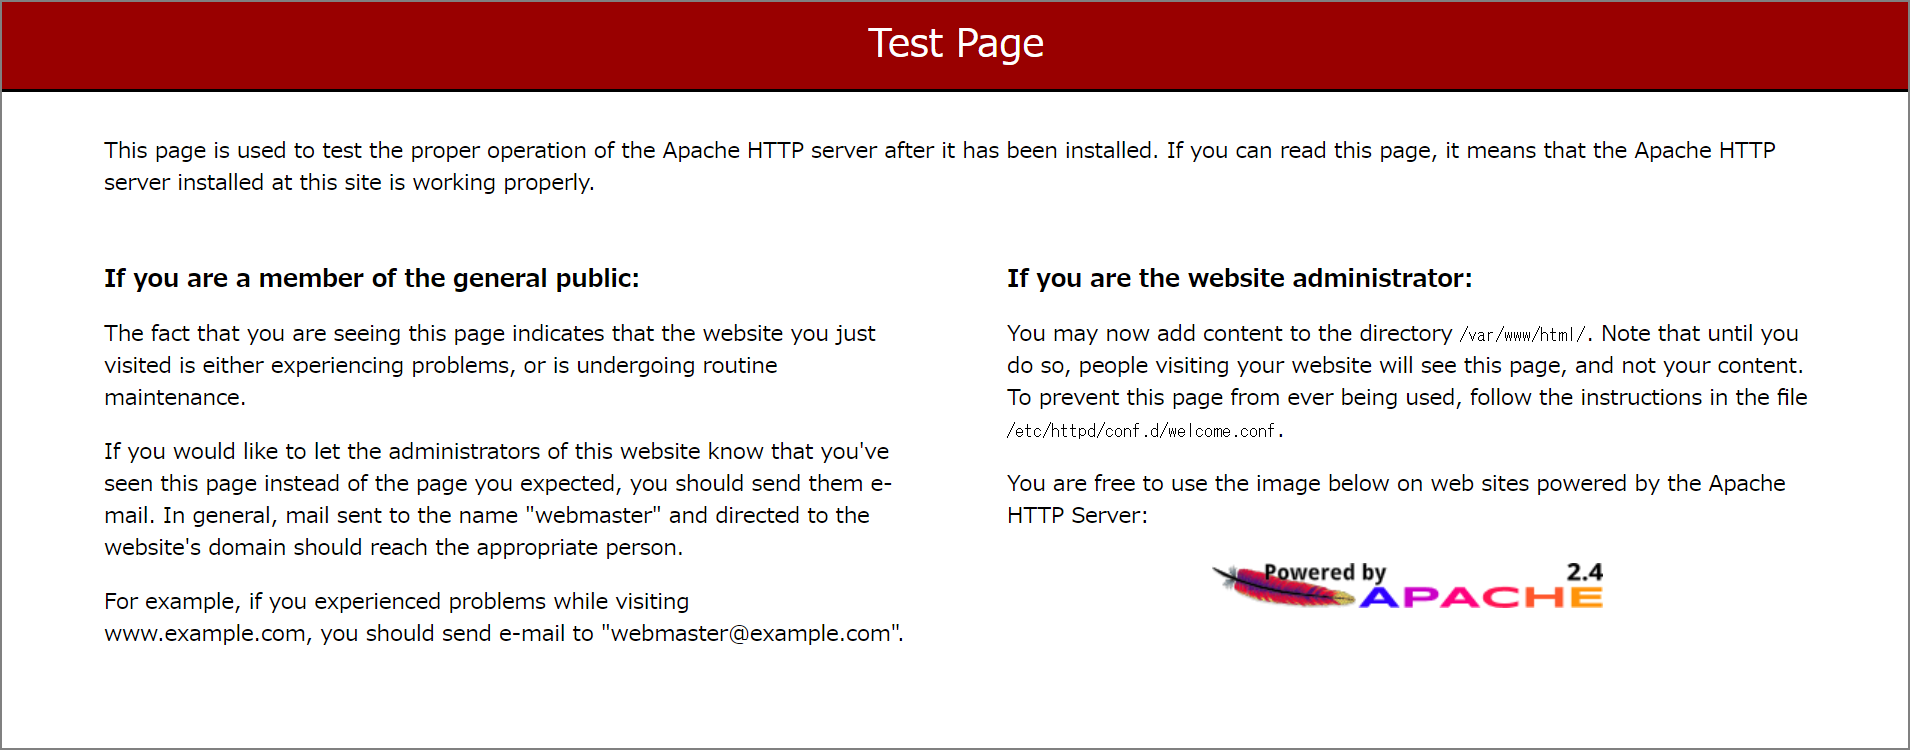 Test Page
This page is used to test the proper operation of the Apache HTTP server after it has been installed. If you can read this page, it means that the Apache HTTP
server installed at this site is working properly.
If you are a member of the general public:
The fact that you are seeing this page indicates that the website you just
visited is either experiencing problems, or is undergoing routine
maintenance.
If you would like to let the administrators of this website know that you've
seen this page instead of the page you expected, you should send them e-
mail. In general, mail sent to the name "webmaster" and directed to the
website's domain should reach the appropriate person.
For example, if you experienced problems while visiting
www.example.com, you should send e-mail to "webmaster@example.com".
If you are the website administrator:
You may now add content to the directory /var/www/html/. Note that until you
do so, people visiting your website will see this page, and not your content.
To prevent this page from ever being used, follow the instructions in the file
/etc/httpd/conf.d/welcome.conf.
You are free to use the image below on web sites powered by the Apache
HTTP Server:
Powered by 2.4
APACHE